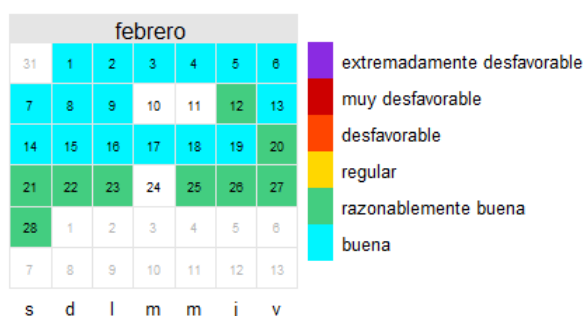 febrero
31 1 2 3 4 5 6
7 8 9 10 11 12 13
14 15 16 17 18 19 20
21 22 23 24 25 26 27
28 1 2 3 4 5 6
7 8 9 10 11 12 13
s d l m m j v
extremadamente desfavorable
muy desfavorable
desfavorable
regular
razonablemente buena
buena